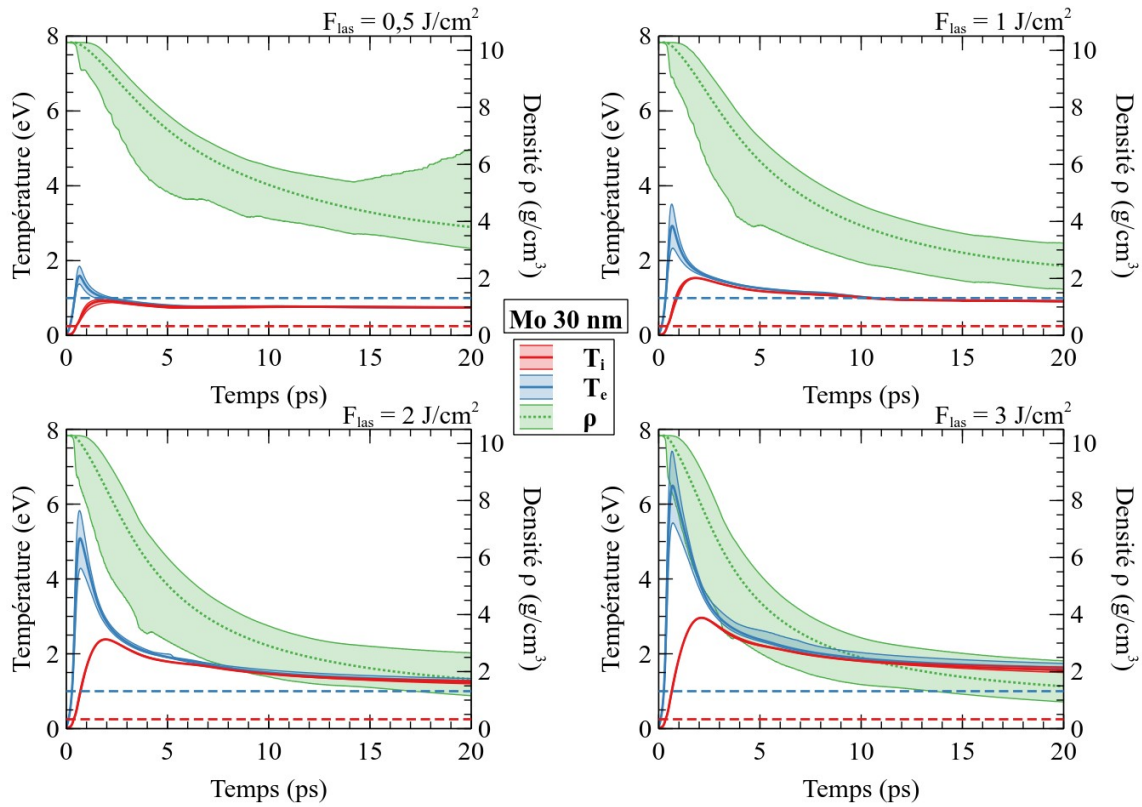 F_las = 0,5 J/cm²
8
6
4
2
0
10
8
6
4
2
0
0 5 10 15 20
Température (eV)
Densité ρ (g/cm³)
Temps (ps)
F_las = 1 J/cm²
8
6
4
2
0
10
8
6
4
2
0
0 5 10 15 20
Température (eV)
Densité ρ (g/cm³)
Temps (ps)
Mo 30 nm
T_i
T_e
ρ
F_las = 2 J/cm²
8
6
4
2
0
10
8
6
4
2
0
0 5 10 15 20
Température (eV)
Densité ρ (g/cm³)
Temps (ps)
F_las = 3 J/cm²
8
6
4
2
0
10
8
6
4
2
0
0 5 10 15 20
Température (eV)
Densité ρ (g/cm³)
Temps (ps)